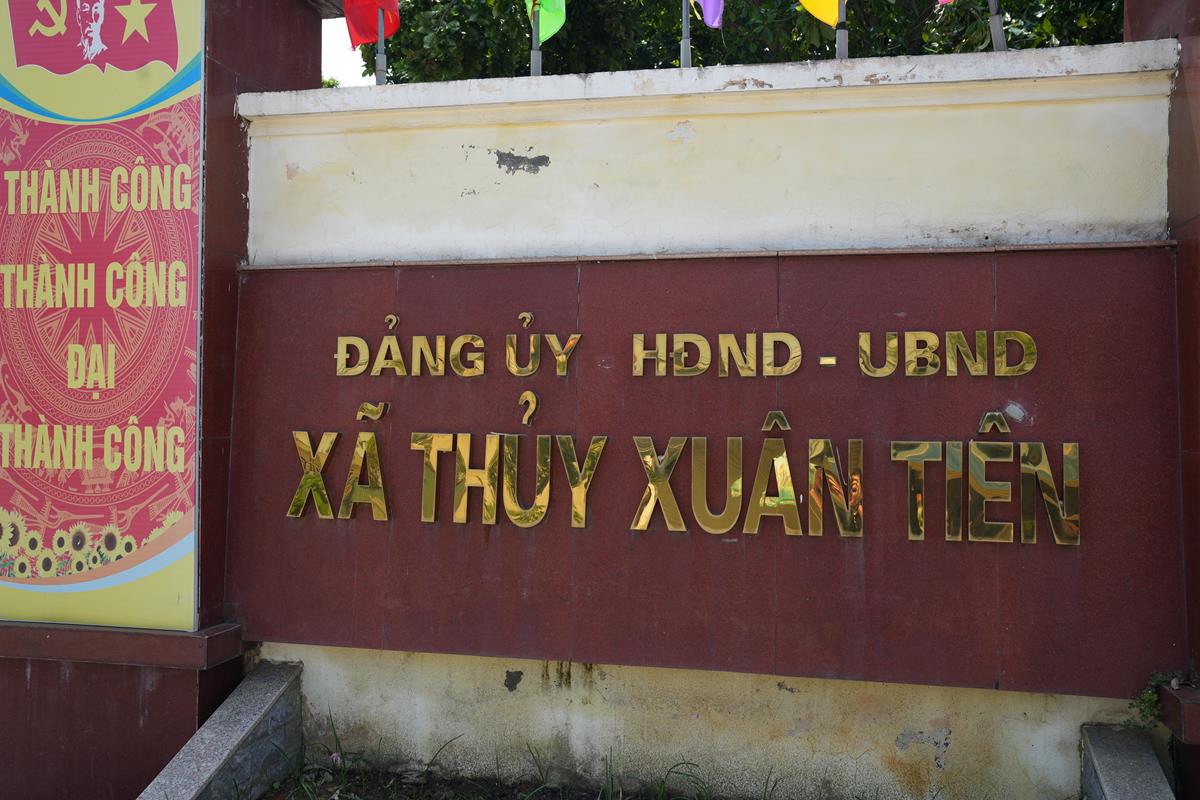 THÀNH CÔNG
THÀNH CÔNG
ĐẠI
THÀNH CÔNG
ĐẢNG ỦY HĐND - UBND
XÃ THỦY XUÂN TIÊN